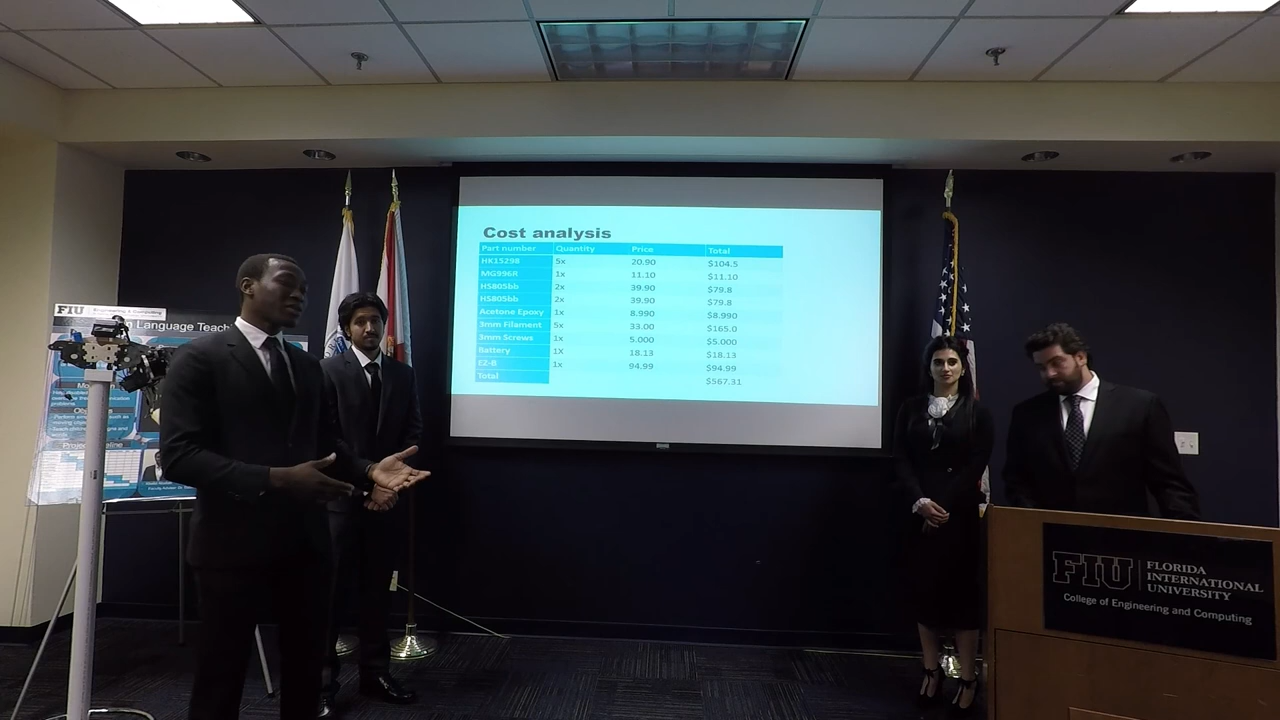 Cost analysis
Part number Quantity Price Total
HK15298 5x 20.90 $104.5
MG996R 1x 11.10 $11.10
HS805bb 2x 39.90 $79.8
HS805bb 2x 39.90 $79.8
Acetone Epoxy 1x 8.990 $8.990
3mm Filament 5x 33.00 $165.0
3mm Screws 1x 5.000 $5.000
Battery 1X 18.13 $18.13
EZ-B 1x 94.99 $94.99
Total $567.31
FIU Engineering & Computing
Language Teach
FIU FLORIDA
INTERNATIONAL
UNIVERSITY
College of Engineering and Computing